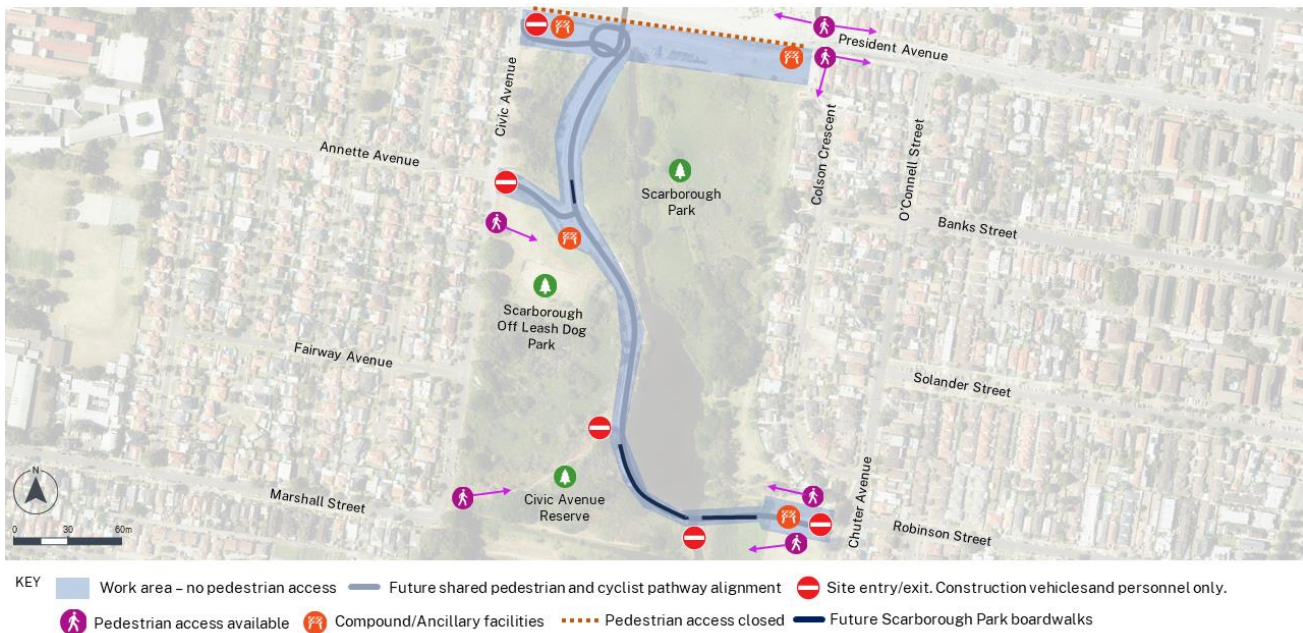 President Avenue
Civic Avenue
Annette Avenue
Colson Crescent
O'Connell Street
Scarborough
Park
Banks Street
Scarborough
Off Leash Dog
Park
Fairway Avenue
Solander Street
N
Marshall Street
Civic Avenue
Reserve
Chuter Avenue
Robinson Street
0 30 60m
KEY Work area – no pedestrian access Future shared pedestrian and cyclist pathway alignment Site entry/exit. Construction vehiclesand personnel only.
Pedestrian access available Compound/Ancillary facilities Pedestrian access closed Future Scarborough Park boardwalks